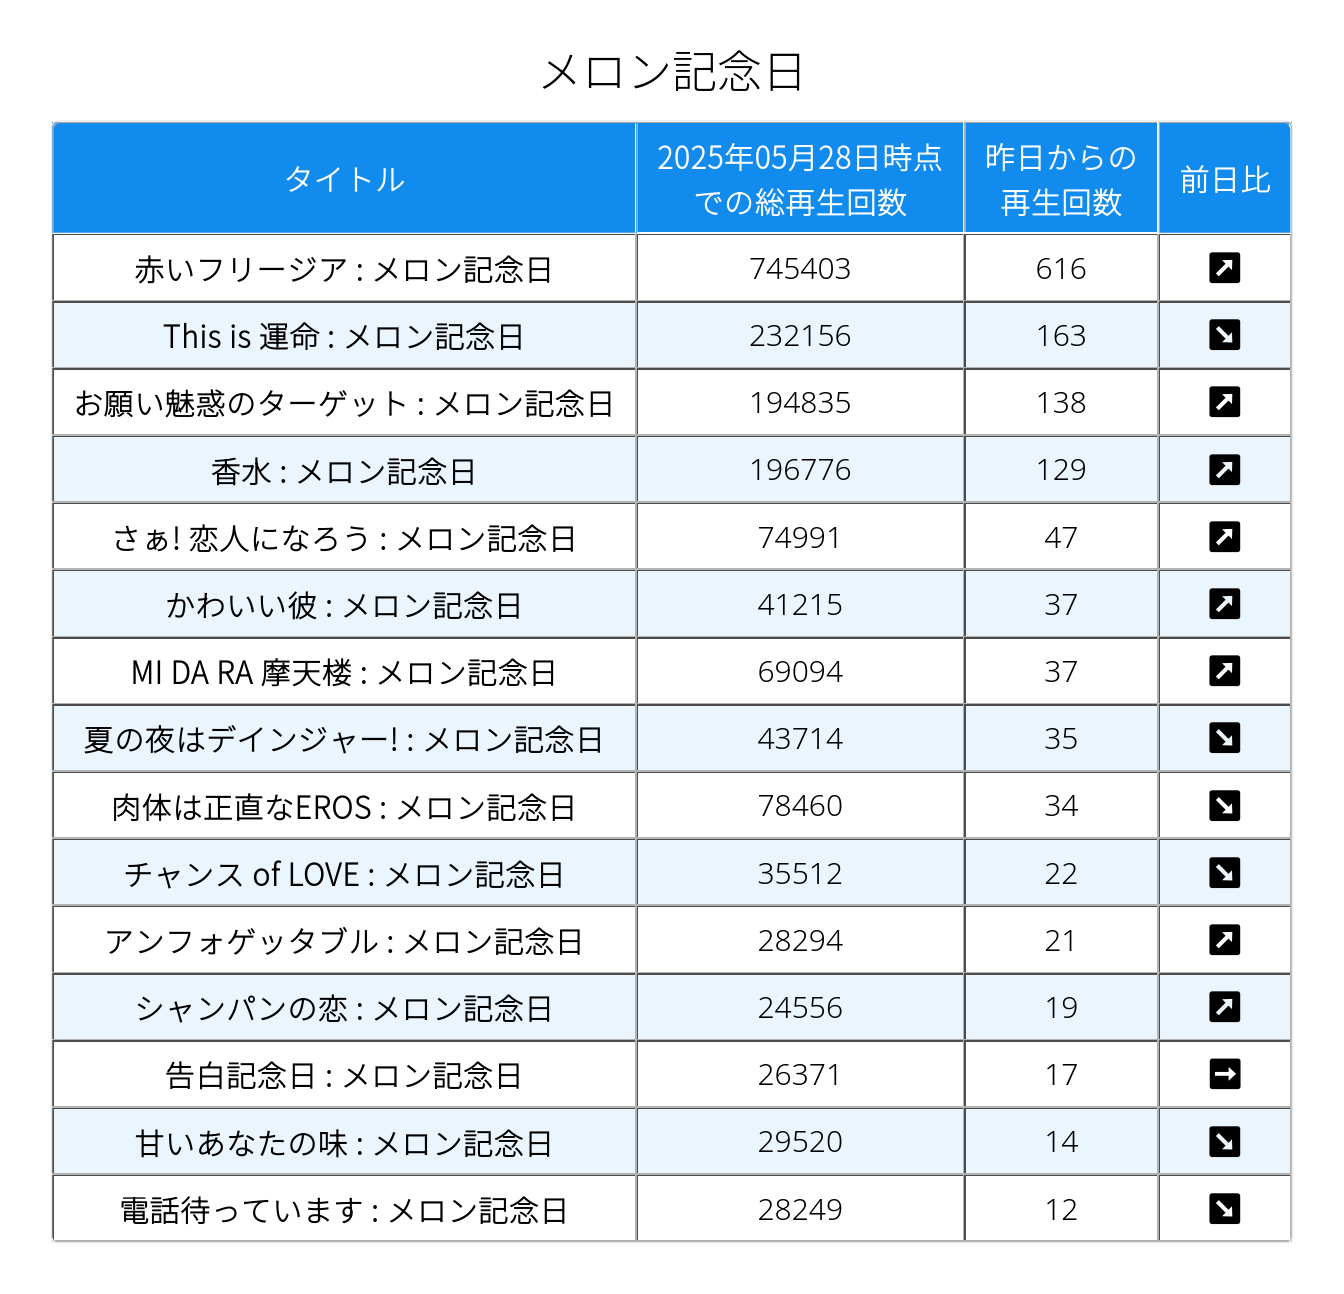 メロン記念日
タイトル 2025年05月28日時点での総再生回数 昨日からの再生回数 前日比
赤いフリージア : メロン記念日 745403 616 ↗
This is 運命 : メロン記念日 232156 163 ↘
お願い魅惑のターゲット : メロン記念日 194835 138 ↗
香水 : メロン記念日 196776 129 ↗
さぁ! 恋人になろう : メロン記念日 74991 47 ↗
かわいい彼 : メロン記念日 41215 37 ↗
MI DA RA 摩天楼 : メロン記念日 69094 37 ↗
夏の夜はデインジャー! : メロン記念日 43714 35 ↘
肉体は正直なEROS : メロン記念日 78460 34 ↘
チャンス of LOVE : メロン記念日 35512 22 ↘
アンフォゲッタブル : メロン記念日 28294 21 ↗
シャンパンの恋 : メロン記念日 24556 19 ↗
告白記念日 : メロン記念日 26371 17 →
甘いあなたの味 : メロン記念日 29520 14 ↘
電話待っています : メロン記念日 28249 12 ↘